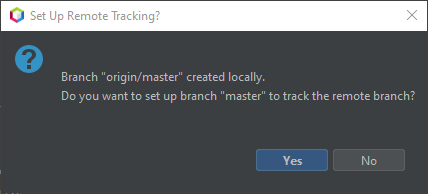 Set Up Remote Tracking?
Branch "origin/master" created locally.
Do you want to set up branch "master" to track the remote branch?
Yes
No